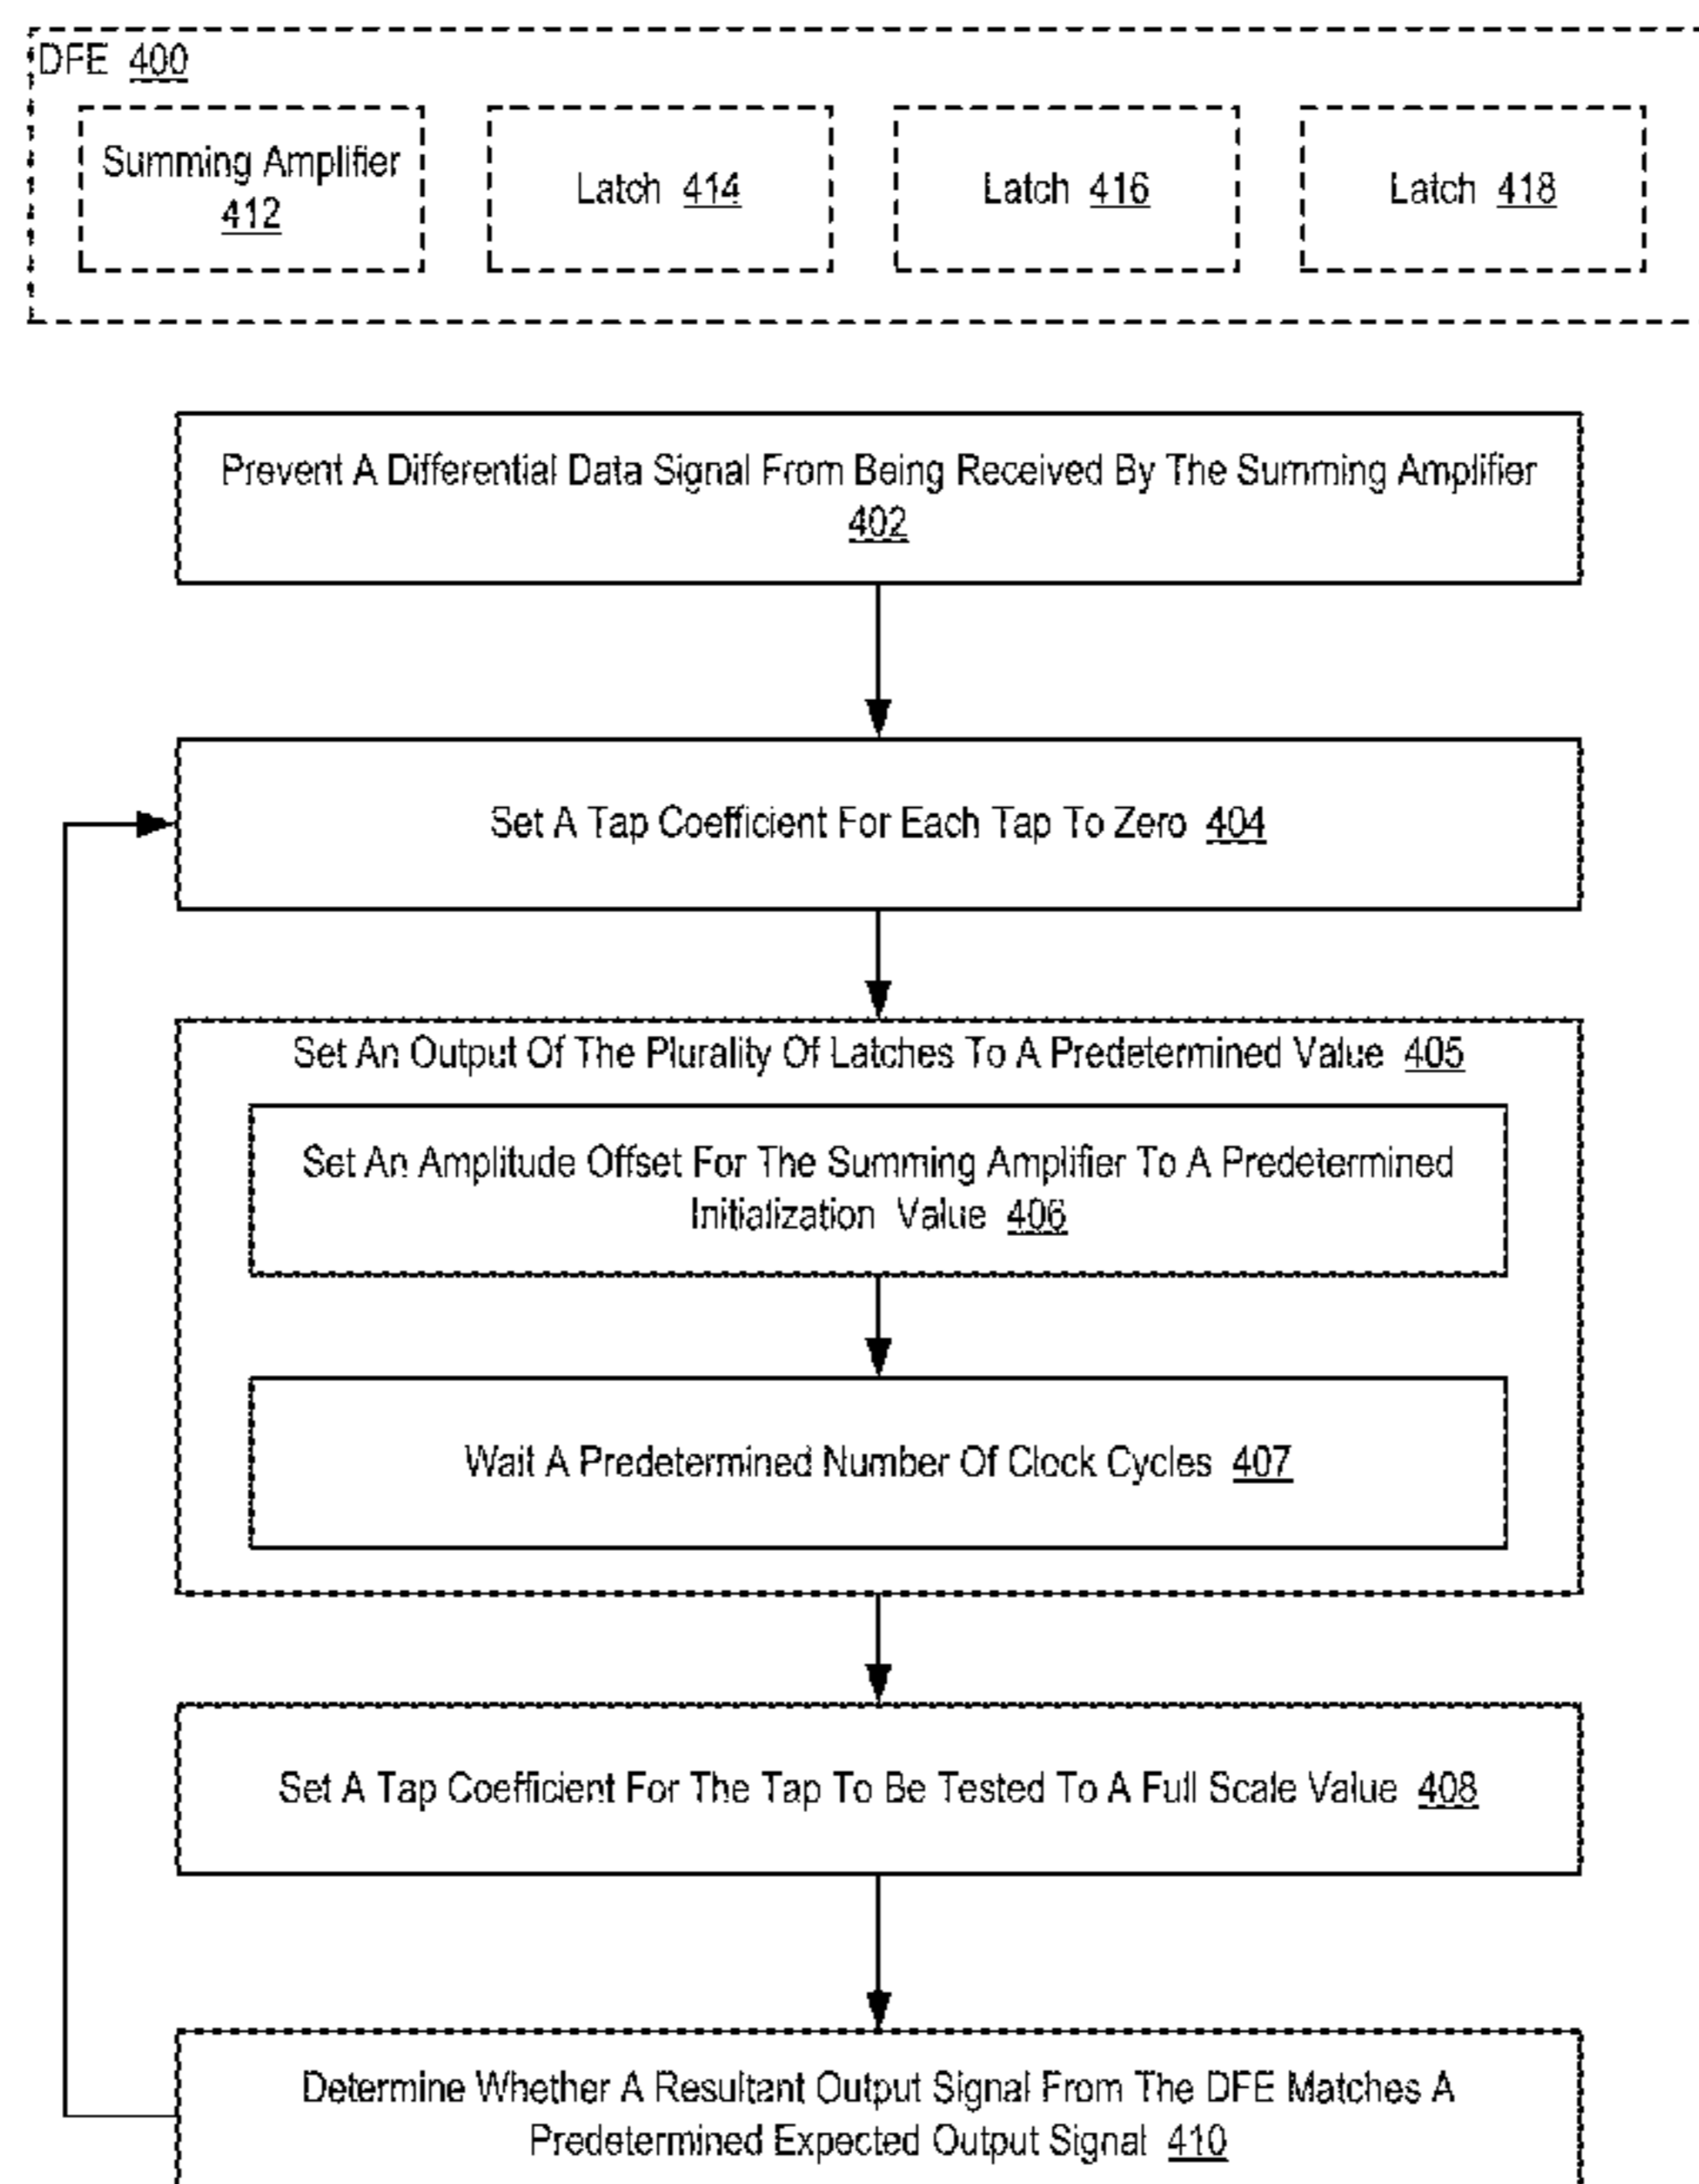 DFE 400
Summing Amplifier
412
Latch 414
Latch 416
Latch 418
Prevent A Differential Data Signal From Being Received By The Summing Amplifier
402
Set A Tap Coefficient For Each Tap To Zero 404
Set An Output Of The Plurality Of Latches To A Predetermined Value 405
Set An Amplitude Offset For The Summing Amplifier To A Predetermined
Initialization Value 406
Wait A Predetermined Number Of Clock Cycles 407
Set A Tap Coefficient For The Tap To Be Tested To A Full Scale Value 408
Determine Whether A Resultant Output Signal From The DFE Matches A
Predetermined Expected Output Signal 410